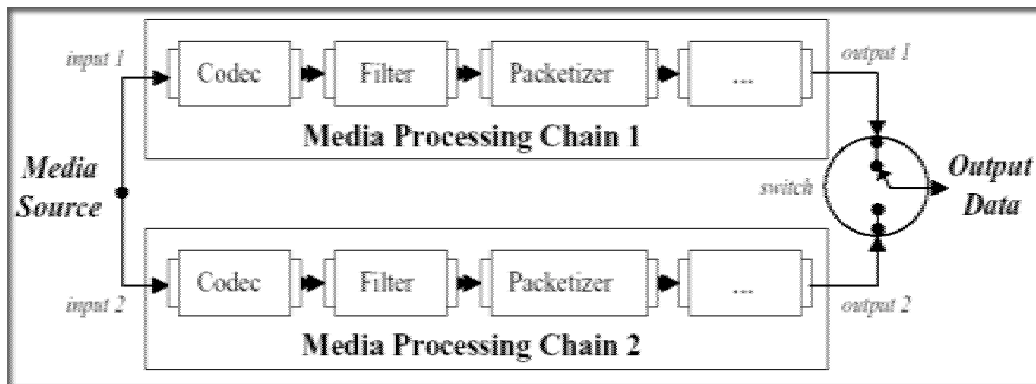 input 1
Codec
Filter
Packetizer
...
output 1
Media Processing Chain 1
Media
Source
switch
Output
Data
input 2
Codec
Filter
Packetizer
...
output 2
Media Processing Chain 2